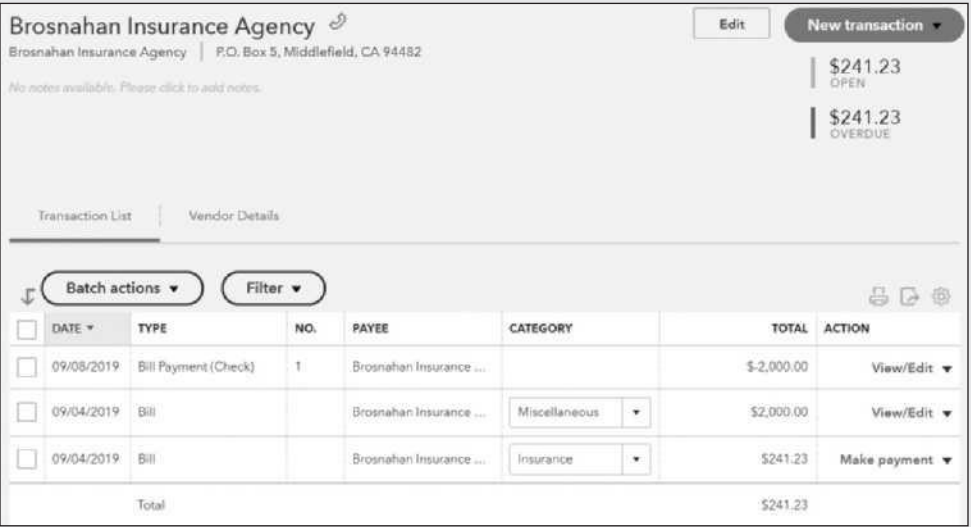 Brosnahan Insurance Agency
Edit
New transaction
Brosnahan Insurance Agency | P.O. Box 5, Middlefield, CA 94482
No notes available. Please click to add notes.
$241.23
OPEN
$241.23
OVERDUE
Transaction List
Vendor Details
Batch actions
Filter
DATE TYPE NO. PAYEE CATEGORY TOTAL ACTION
09/08/2019 Bill Payment (Check) 1 Brosnahan Insurance ... $-2,000.00 View/Edit
09/04/2019 Bill Brosnahan Insurance ... Miscellaneous $2,000.00 View/Edit
09/04/2019 Bill Brosnahan Insurance ... Insurance $241.23 Make payment
Total $241.23